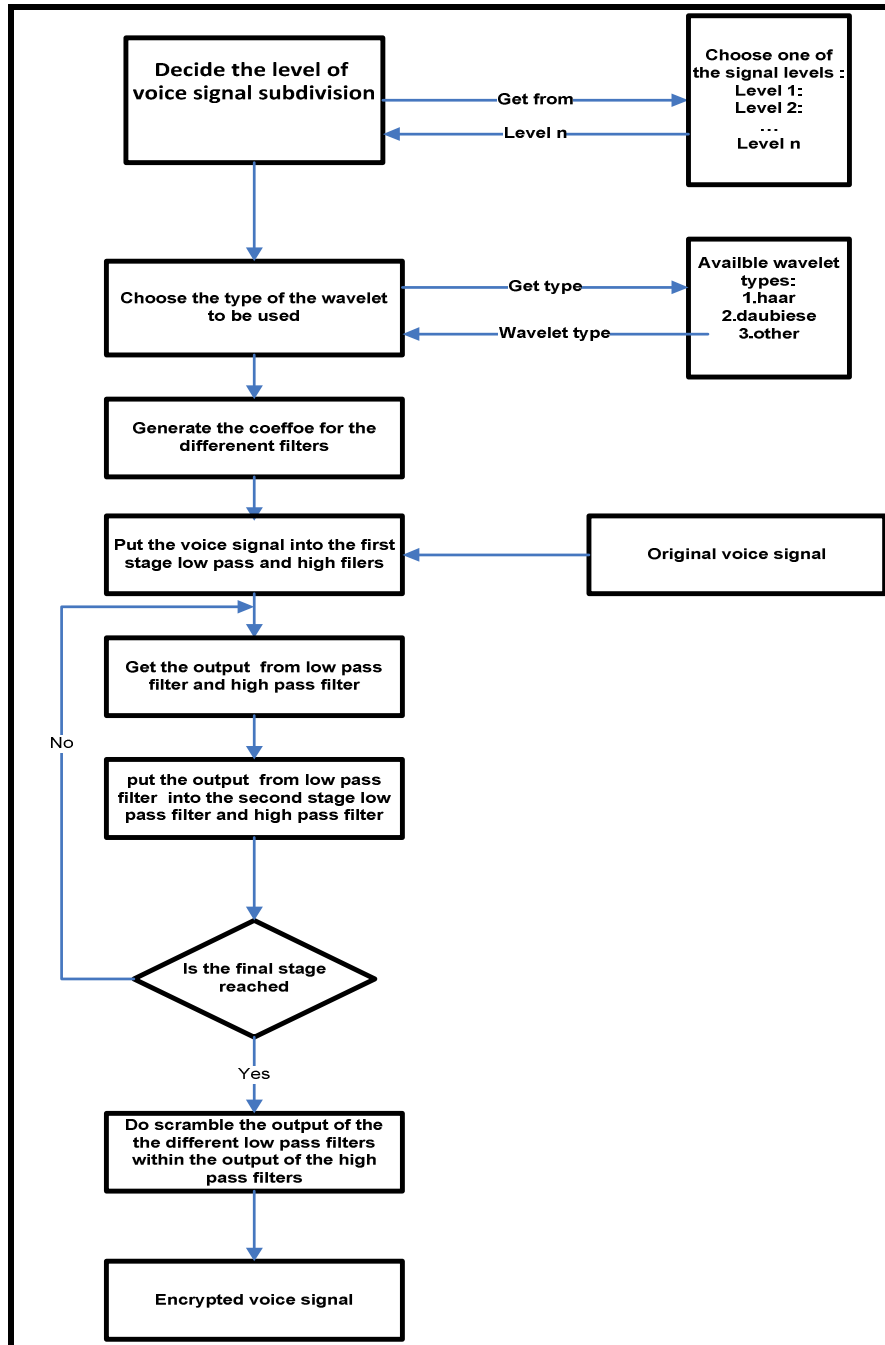 Decide the level of
voice signal subdivision
Get from
Level n
Choose one of
the signal levels :
Level 1:
Level 2:
...
Level n
Choose the type of the wavelet
to be used
Get type
Wavelet type
Availble wavelet
types:
1.haar
2.daubiese
3.other
Generate the coeffoe for the
differenent filters
Put the voice signal into the first
stage low pass and high filers
Original voice signal
Get the output from low pass
filter and high pass filter
No
put the output from low pass
filter into the second stage low
pass filter and high pass filter
Is the final stage
reached
Yes
Do scramble the output of the
the different low pass filters
within the output of the high
pass filters
Encrypted voice signal